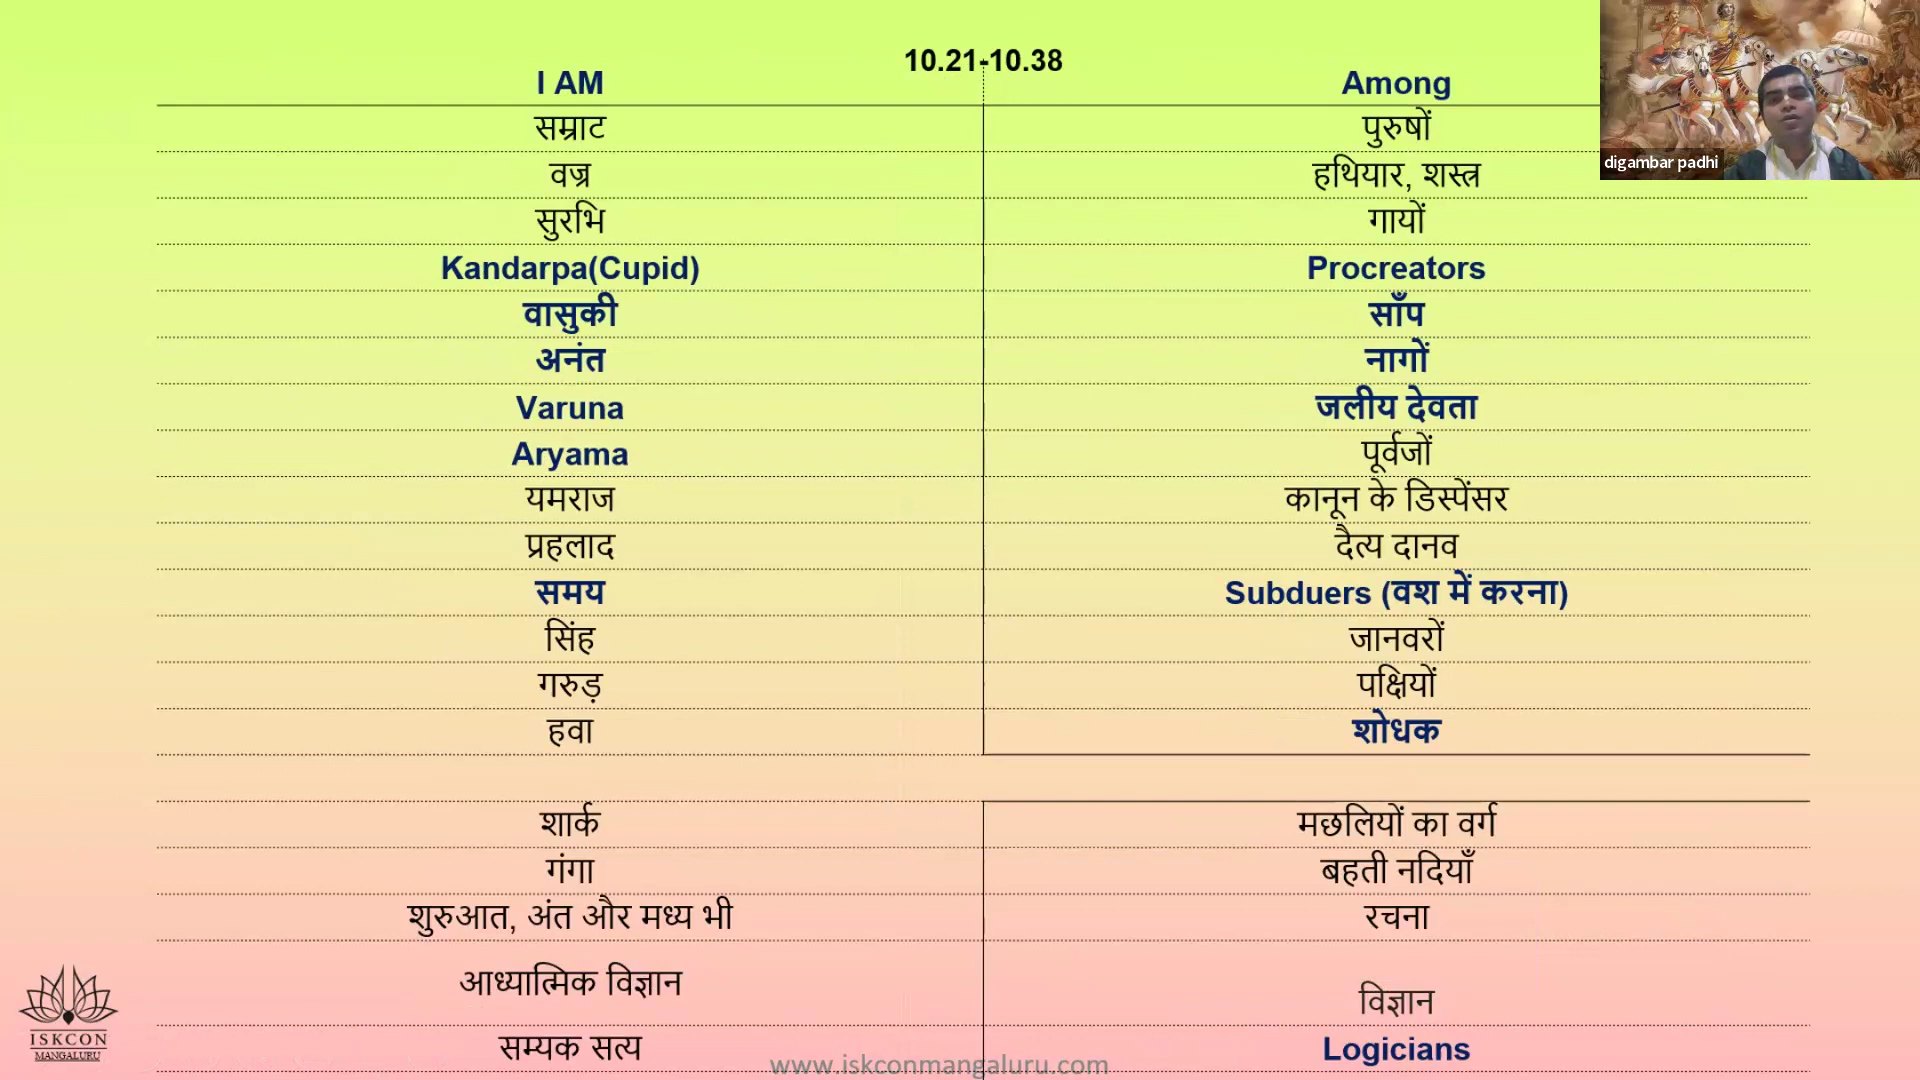 10.21-10.38
I AM Among
सम्राट पुरुषों
वज्र हथियार, शस्त्र
सुरभि गायों
Kandarpa(Cupid) Procreators
वासुकी साँप
अनंत नागों
Varuna जलीय देवता
Aryama पूर्वजों
यमराज कानून के डिस्पेंसर
प्रहलाद दैत्य दानव
समय Subduers (वश में करना)
सिंह जानवरों
गरुड़ पक्षियों
हवा शोधक
शार्क मछलियों का वर्ग
गंगा बहती नदियाँ
शुरुआत, अंत और मध्य भी रचना
आध्यात्मिक विज्ञान विज्ञान
सम्यक सत्य Logicians
digambar padhi
ISKCON
MANGALURU
www.iskconmangaluru.com